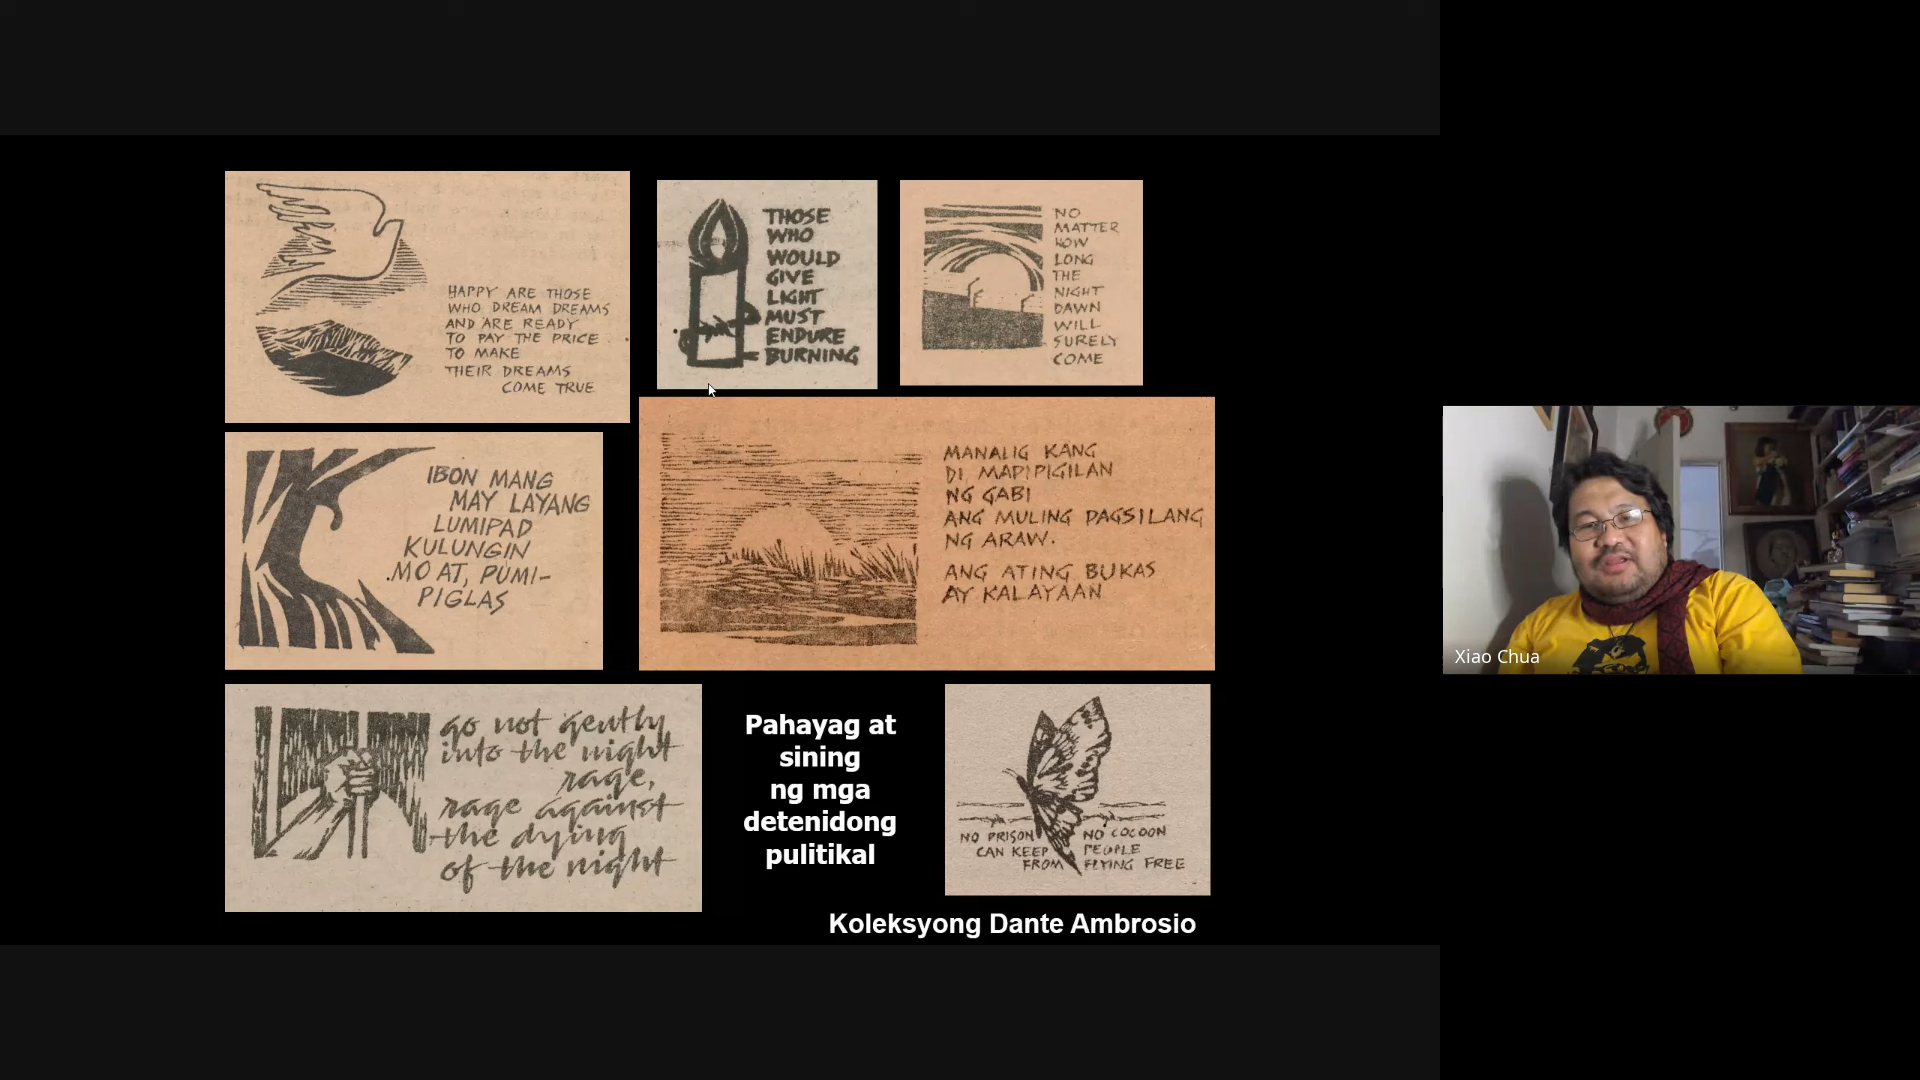 HAPPY ARE THOSE
WHO DREAM DREAMS
AND ARE READY
TO PAY THE PRICE
TO MAKE
THEIR DREAMS
COME TRUE
THOSE
WHO
WOULD
GIVE
LIGHT
MUST
ENDURE
BURNING
NO
MATTER
HOW
LONG
THE
NIGHT
DAWN
WILL
SURELY
COME
IBON MANG
MAY LAYANG
LUMIPAD
KULUNGIN
MO AT, PUMI-
PIGLAS
MANALIG KANG
DI MAPIPIGILAN
NG GABI
ANG MULING PAGSILANG
NG ARAW.
ANG ATING BUKAS
AY KALAYAAN
go not gently
into the night
rage,
rage against
the dying
of the night
Pahayag at
sining
ng mga
detenidong
pulitikal
NO PRISON NO COCOON
CAN KEEP PEOPLE
FROM FLYING FREE
Koleksyong Dante Ambrosio
Xiao Chua